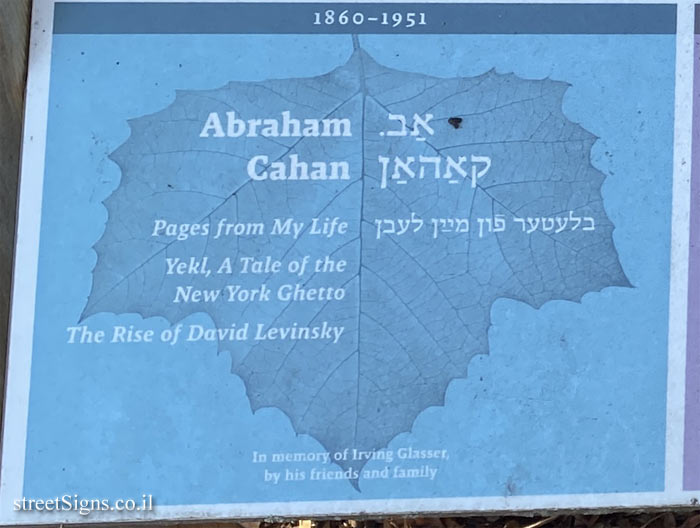 1860–1951
Abraham אַב.
Cahan קאַהאַן
Pages from My Life בלעטער פֿון מײַן לעבן
Yekl, A Tale of the
New York Ghetto
The Rise of David Levinsky
In memory of Irving Glasser,
by his friends and family
streetSigns.co.il